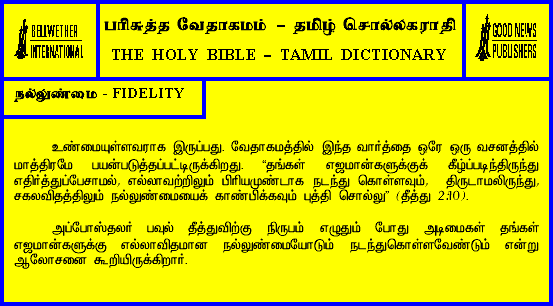 BELLWETHER
INTERNATIONAL
பரிசுத்த வேதாகமம் – தமிழ் சொல்லகராதி
THE HOLY BIBLE – TAMIL DICTIONARY
GOOD NEWS
PUBLISHERS
நல்லுண்மை - FIDELITY
உண்மையுள்ளவராக இருப்பது. வேதாகமத்தில் இந்த வார்த்தை ஒரே ஒரு வசனத்தில்
மாத்திரமே பயன்படுத்தப்பட்டிருக்கிறது. “தங்கள் எஜமான்களுக்குக் கீழ்ப்படிந்திருந்து
எதிர்த்துப்பேசாமல், எல்லாவற்றிலும் பிரியமுண்டாக நடந்து கொள்ளவும், திருடாமலிருந்து,
சகலவிதத்திலும் நல்லுண்மையைக் காண்பிக்கவும் புத்தி சொல்லு” (தீத்து 2:10).
அப்போஸ்தலர் பவுல் தீத்துவிற்கு நிருபம் எழுதும் போது அடிமைகள் தங்கள்
எஜமான்களுக்கு எல்லாவிதமான நல்லுண்மையோடும் நடந்துகொள்ளவேண்டும் என்று
ஆலோசனை கூறியிருக்கிறார்.